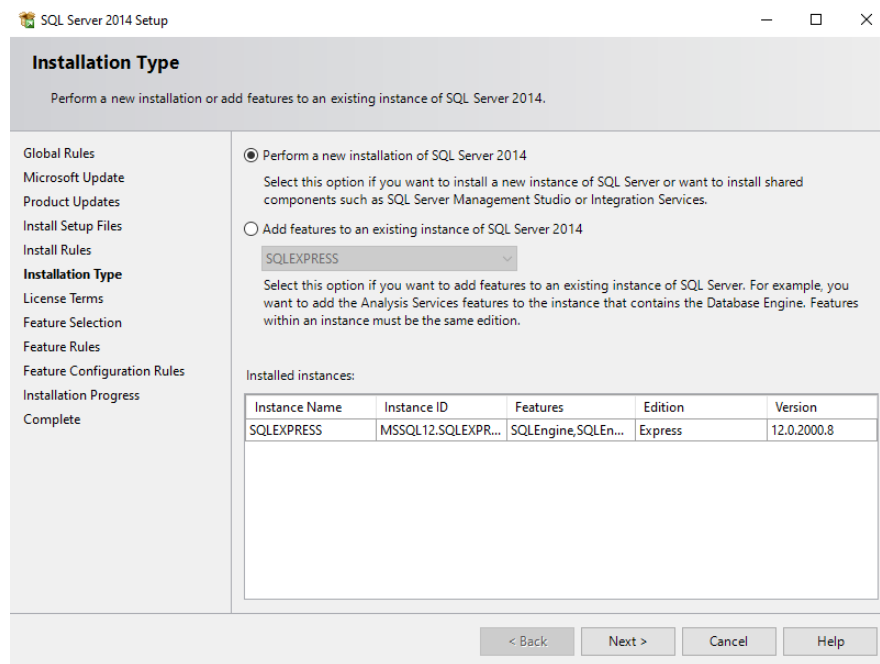 SQL Server 2014 Setup
Installation Type
Perform a new installation or add features to an existing instance of SQL Server 2014.
Global Rules
Microsoft Update
Product Updates
Install Setup Files
Install Rules
Installation Type
License Terms
Feature Selection
Feature Rules
Feature Configuration Rules
Installation Progress
Complete
Perform a new installation of SQL Server 2014
Select this option if you want to install a new instance of SQL Server or want to install shared
components such as SQL Server Management Studio or Integration Services.
Add features to an existing instance of SQL Server 2014
SQLEXPRESS
Select this option if you want to add features to an existing instance of SQL Server. For example, you
want to add the Analysis Services features to the instance that contains the Database Engine. Features
within an instance must be the same edition.
Installed instances:
Instance Name Instance ID Features Edition Version
SQLEXPRESS MSSQL12.SQLEXPR... SQLEngine,SQLEn... Express 12.0.2000.8
< Back Next > Cancel Help